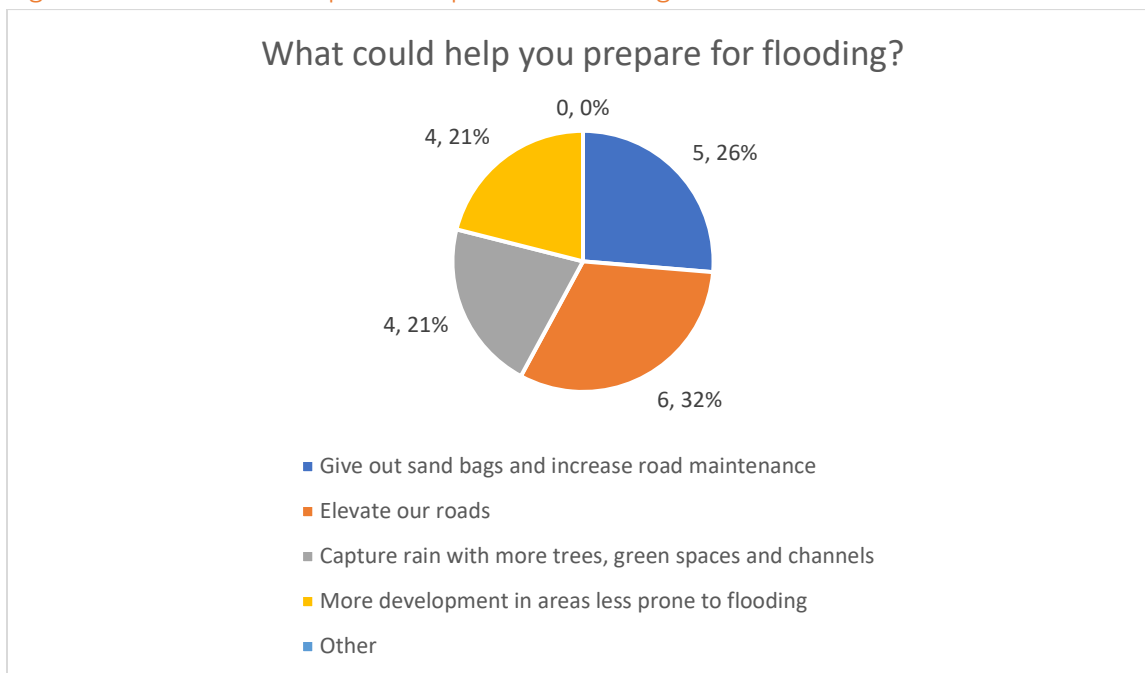 What could help you prepare for flooding?
0, 0%
4, 21%
5, 26%
4, 21%
6, 32%
Give out sand bags and increase road maintenance
Elevate our roads
Capture rain with more trees, green spaces and channels
More development in areas less prone to flooding
Other